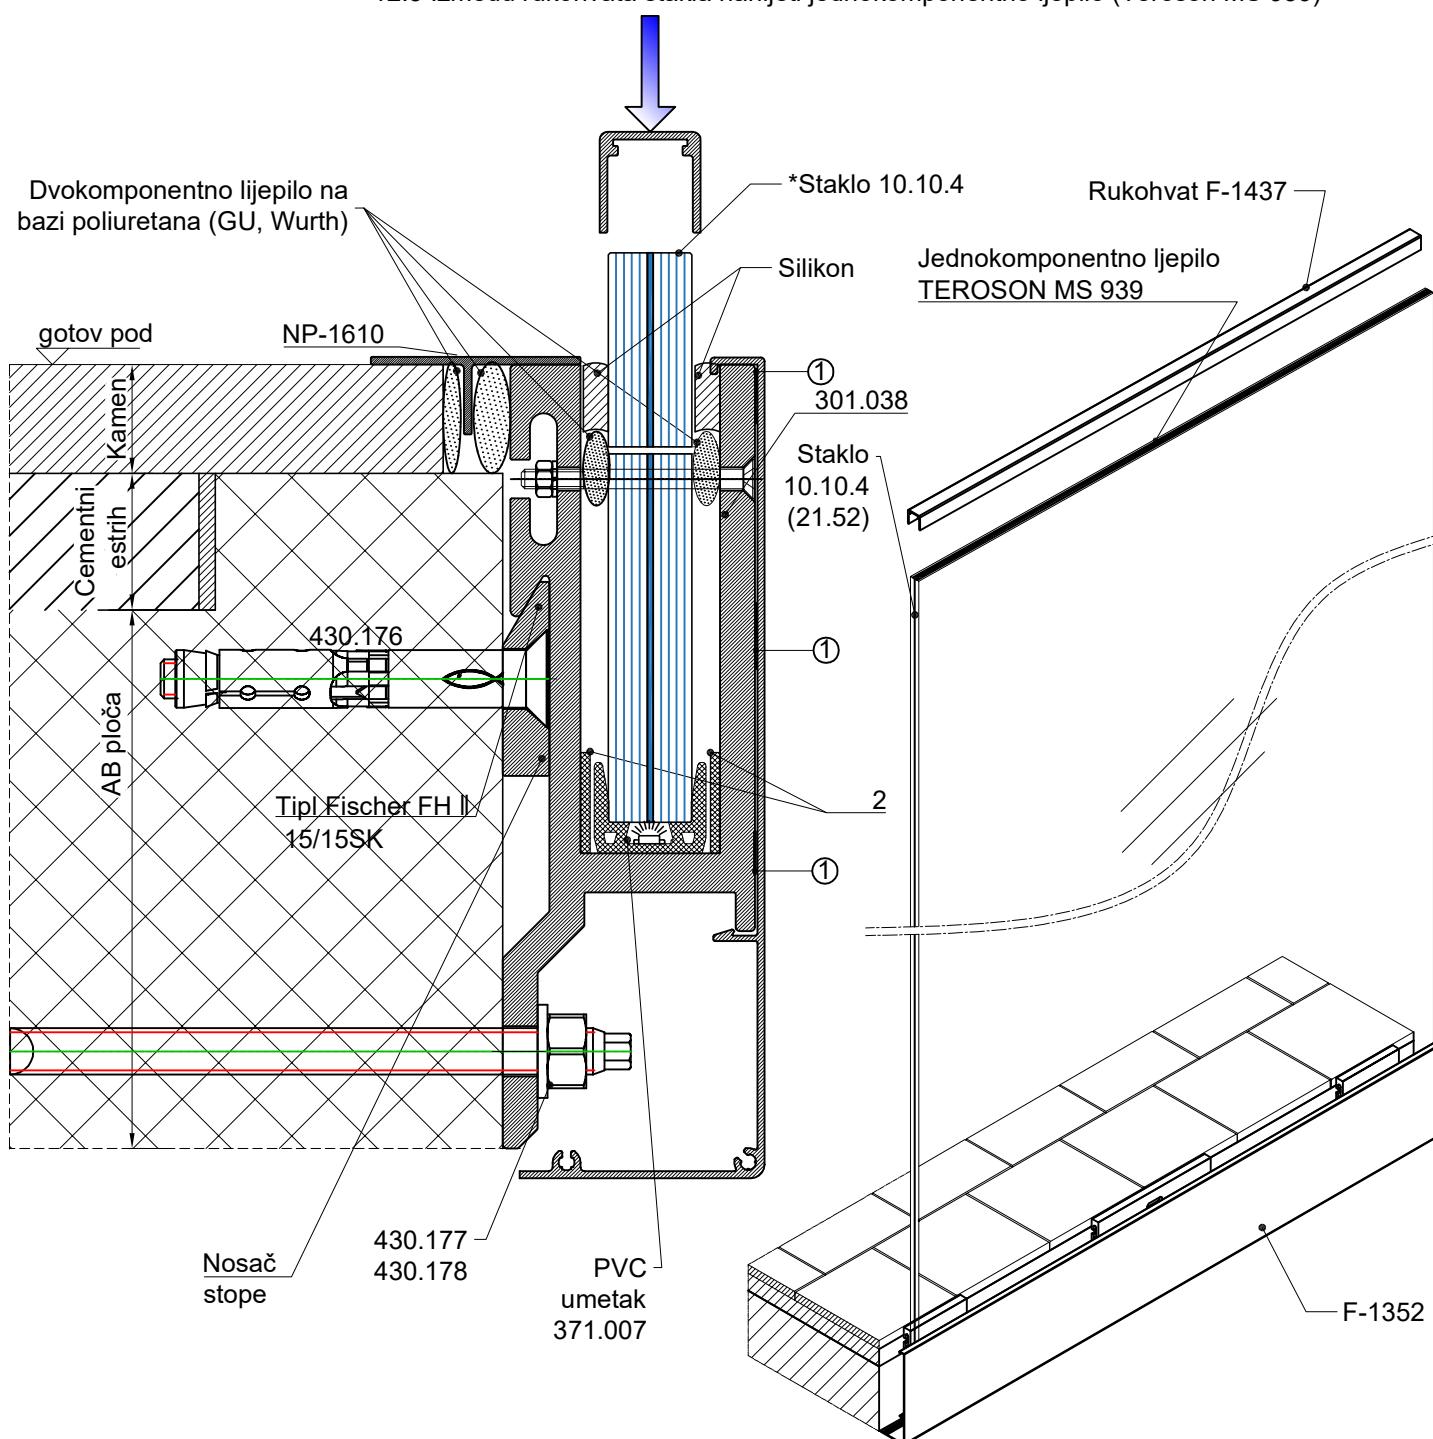 Dvokomponentno lijepilo na
bazi poliuretana (GU, Wurth)
*Staklo 10.10.4
Rukohvat F-1437
Silikon
Jednokomponentno ljepilo
TEROSON MS 939
gotov pod
NP-1610
Kamen
1
301.038
Staklo
10.10.4
(21.52)
Cementni
estrih
430.176
1
AB ploča
Tipl Fischer FH II
15/15SK
2
1
Nosač
stope
430.177
430.178
PVC
umetak
371.007
F-1352